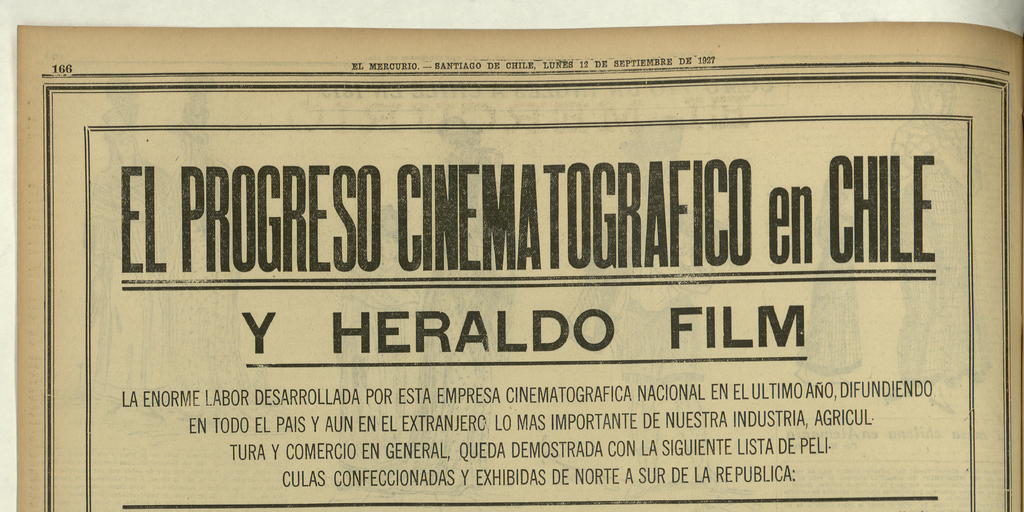 166
EL MERCURIO. — SANTIAGO DE CHILE, LUNES 12 DE SEPTIEMBRE DE 1927
EL PROGRESO CINEMATOGRAFICO en CHILE
Y HERALDO FILM
LA ENORME LABOR DESARROLLADA POR ESTA EMPRESA CINEMATOGRAFICA NACIONAL EN EL ULTIMO AÑO, DIFUNDIENDO
EN TODO EL PAIS Y AUN EN EL EXTRANJERO LO MAS IMPORTANTE DE NUESTRA INDUSTRIA, AGRICUL-
TURA Y COMERCIO EN GENERAL, QUEDA DEMOSTRADA CON LA SIGUIENTE LISTA DE PELI-
CULAS CONFECCIONADAS Y EXHIBIDAS DE NORTE A SUR DE LA REPUBLICA: